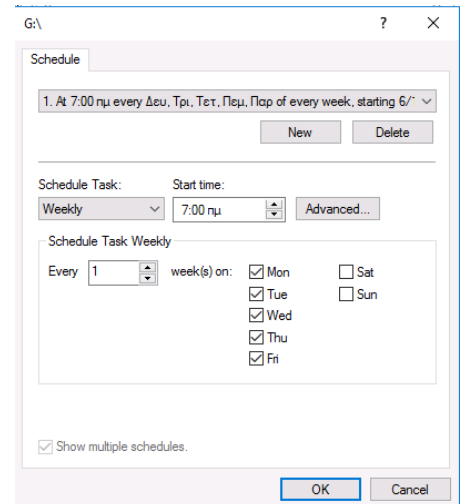 G:\ ?
Schedule
1. At 7:00 πμ every Δευ, Τρι, Τετ, Πεμ, Παρ of every week, starting 6/
New Delete
Schedule Task: Start time:
Weekly 7:00 πμ Advanced...
Schedule Task Weekly
Every 1 week(s) on: Mon Sat
Tue Sun
Wed
Thu
Fri
Show multiple schedules.
OK Cancel